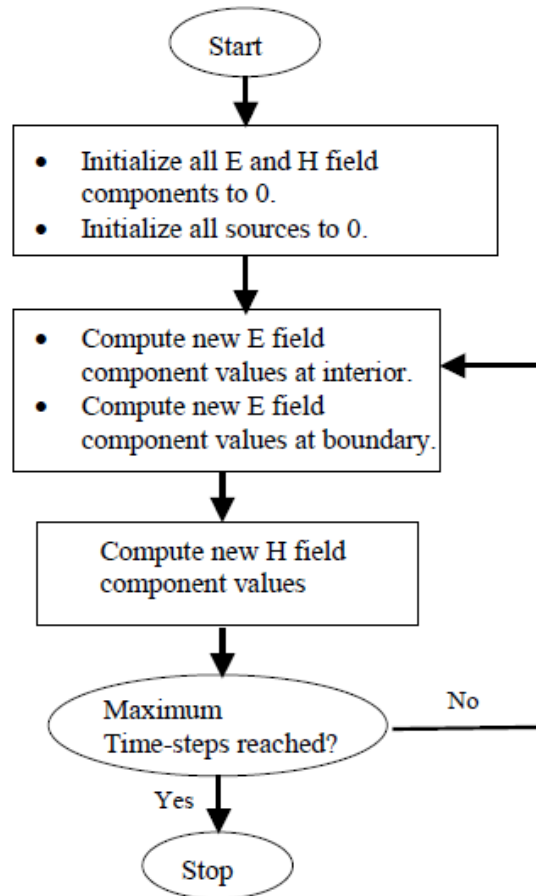 Start
• Initialize all E and H field
components to 0.
• Initialize all sources to 0.
• Compute new E field
component values at interior.
• Compute new E field
component values at boundary.
Compute new H field
component values
Maximum
Time-steps reached?
No
Yes
Stop